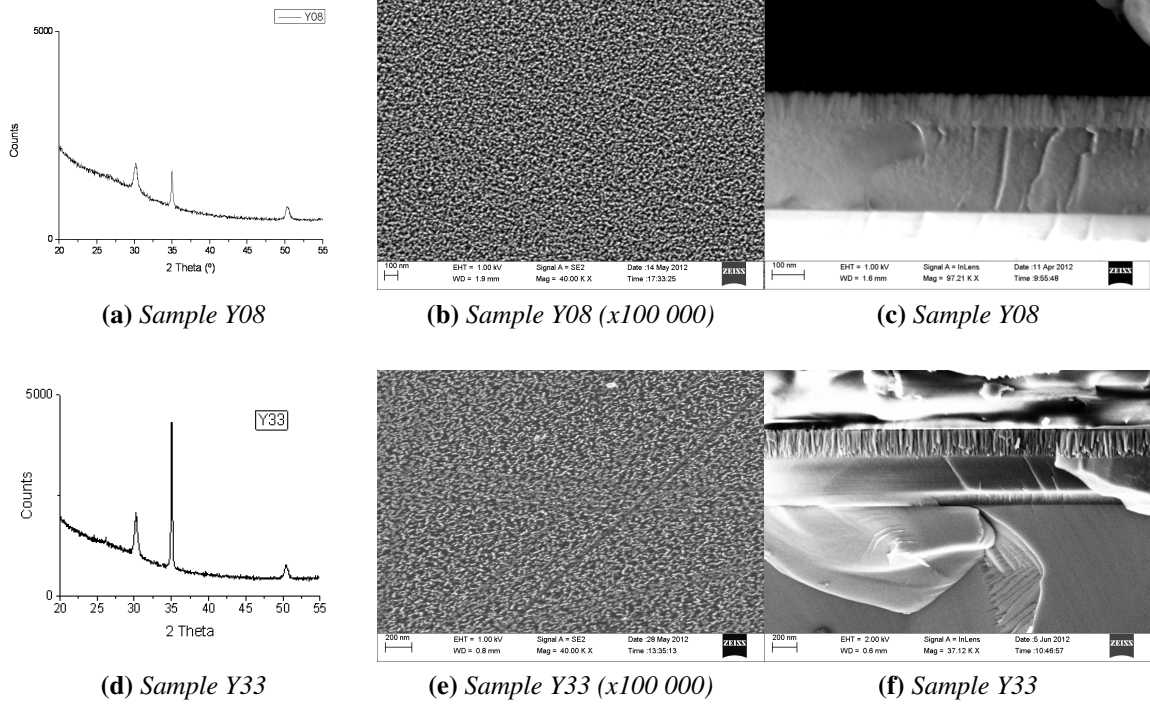 Y08
5000
Counts
0
20 25 30 35 40 45 50 55
2 Theta (º)
100 nm
EHT = 1.00 kV Signal A = SE2 Date :14 May 2012
WD = 1.9 mm Mag = 40.00 K X Time :17:33:25
ZEISS
100 nm
EHT = 1.00 kV Signal A = InLens Date :11 Apr 2012
WD = 1.6 mm Mag = 97.21 K X Time :9:55:48
ZEISS
(a) Sample Y08
(b) Sample Y08 (x100 000)
(c) Sample Y08
5000
Y33
Counts
0
20 25 30 35 40 45 50 55
2 Theta
200 nm
EHT = 1.00 kV Signal A = SE2 Date :28 May 2012
WD = 0.8 mm Mag = 40.00 K X Time :13:35:13
ZEISS
200 nm
EHT = 2.00 kV Signal A = InLens Date :5 Jun 2012
WD = 0.6 mm Mag = 37.12 K X Time :10:46:57
ZEISS
(d) Sample Y33
(e) Sample Y33 (x100 000)
(f) Sample Y33